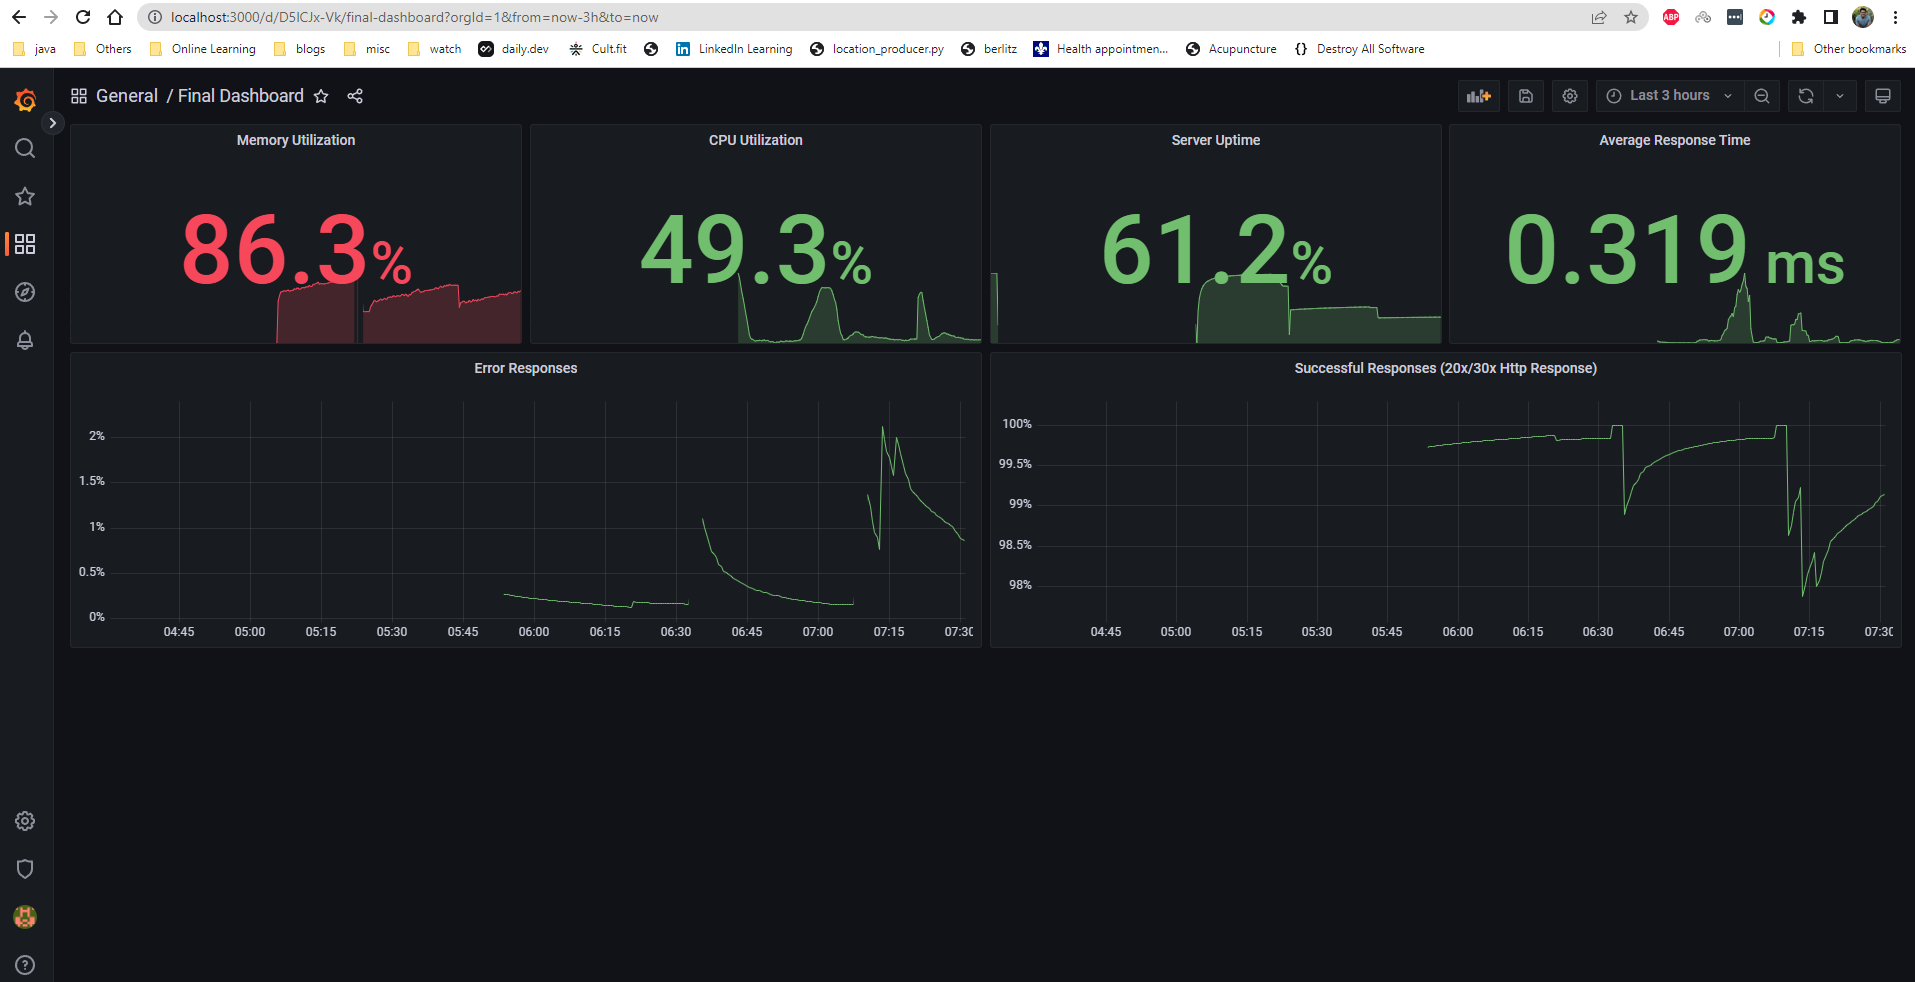 localhost:3000/d/D5ICJx-Vk/final-dashboard?orgId=1&from=now-3h&to=now
ABP
java Others Online Learning blogs misc watch daily.dev Cult.fit LinkedIn Learning location_producer.py berlitz Health appointmen... Acupuncture {} Destroy All Software Other bookmarks
General / Final Dashboard Last 3 hours
Memory Utilization
86.3%
CPU Utilization
49.3%
Server Uptime
61.2%
Average Response Time
0.319 ms
Error Responses
2%
1.5%
1%
0.5%
0%
04:45 05:00 05:15 05:30 05:45 06:00 06:15 06:30 06:45 07:00 07:15 07:30
Successful Responses (20x/30x Http Response)
100%
99.5%
99%
98.5%
98%
04:45 05:00 05:15 05:30 05:45 06:00 06:15 06:30 06:45 07:00 07:15 07:30